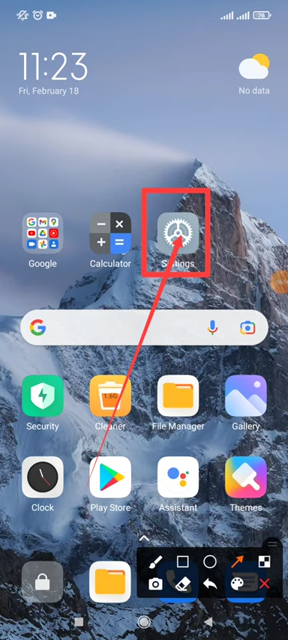 11:23
Fri, February 18
No data
Google
Calculator
Settings
Security
Cleaner
File Manager
Gallery
Clock
Play Store
Assistant
Themes